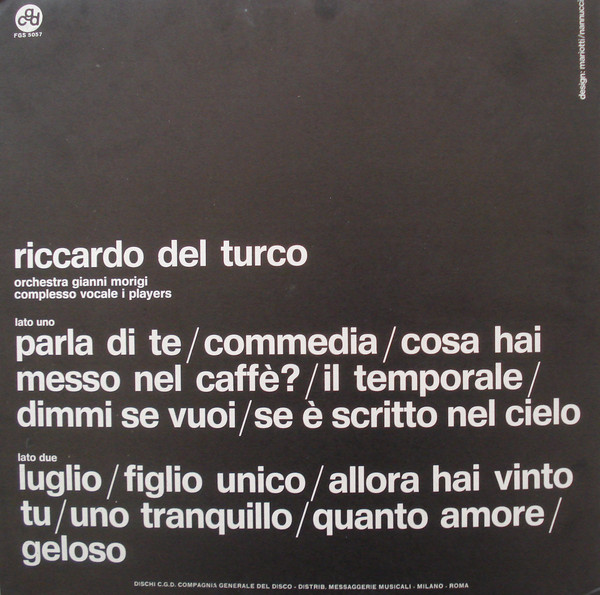 cgd
FGS 5057
design: mariotti/nannucci
riccardo del turco
orchestra gianni morigi
complesso vocale i players
lato uno
parla di te/commedia/cosa hai
messo nel caffè?/il temporale/
dimmi se vuoi/se è scritto nel cielo
lato due
luglio/figlio unico/allora hai vinto
tu/uno tranquillo/quanto amore/
geloso
DISCHI C.G.D. COMPAGNIA GENERALE DEL DISCO - DISTRIB. MESSAGGERIE MUSICALI - MILANO - ROMA